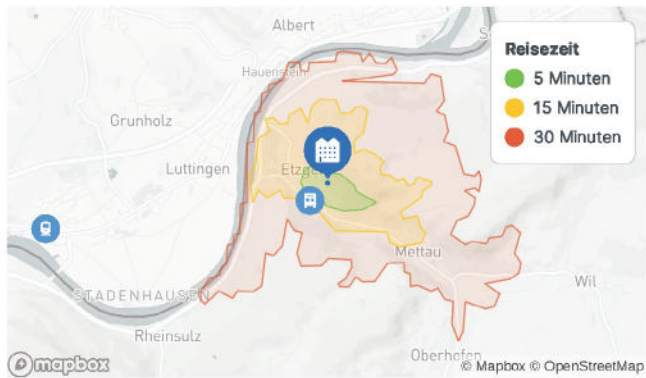 Albert
S
Reisezeit
Hauenstein
5 Minuten
15 Minuten
Grunholz
30 Minuten
Luttingen
Etzge
Mettau
Wil
STADENHAUSEN
Rheinsulz
Oberhofen
mapbox
© Mapbox © OpenStreetMap